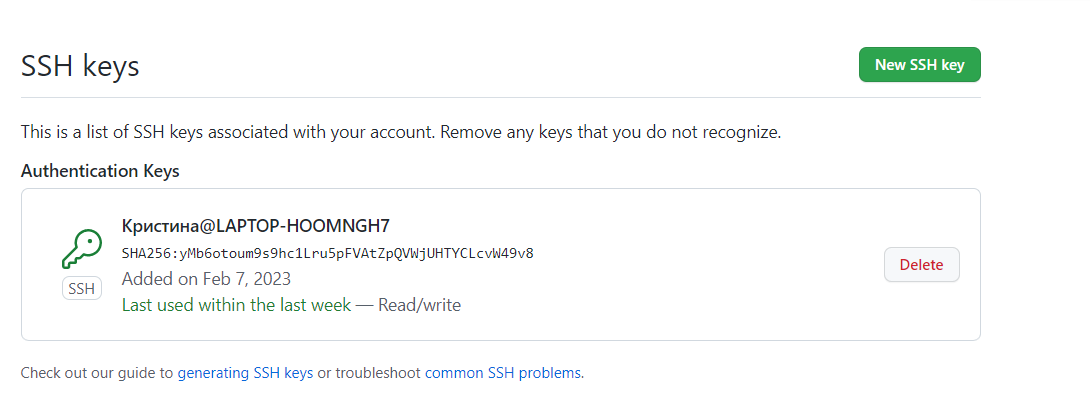 SSH keys
New SSH key
This is a list of SSH keys associated with your account. Remove any keys that you do not recognize.
Authentication Keys
Кристина@LAPTOP-HOOMNGH7
SHA256:yMb6otoum9s9hc1Lru5pFVAtZpQVWjUHTYCLcvW49v8
Added on Feb 7, 2023
Last used within the last week — Read/write
SSH
Delete
Check out our guide to generating SSH keys or troubleshoot common SSH problems.